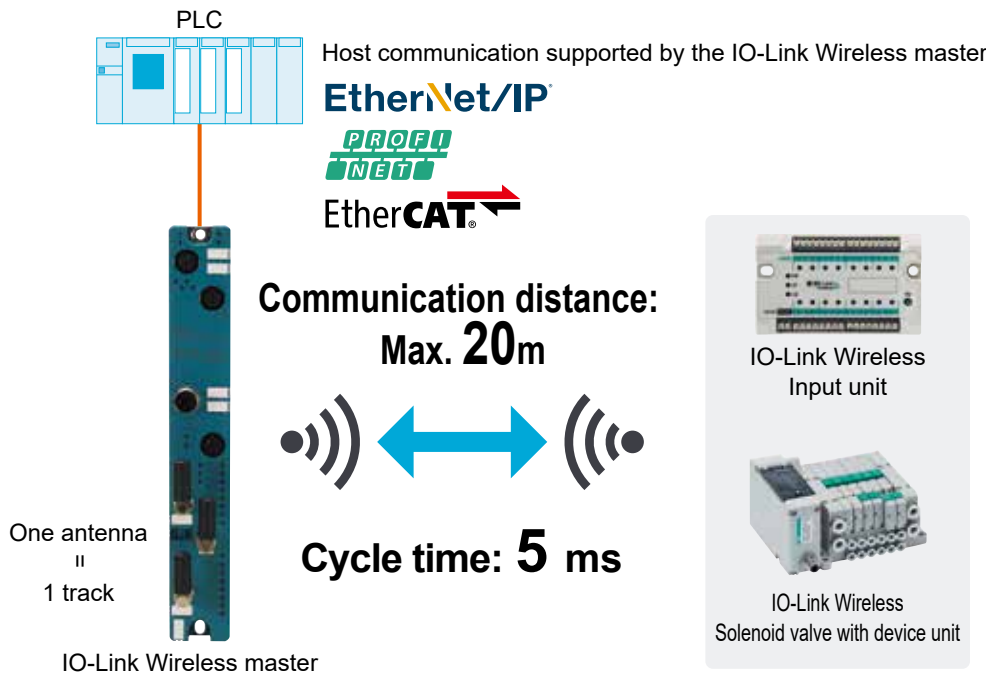 PLC
Host communication supported by the IO-Link Wireless master
EtherNet/IP
PROFI
NET
EtherCAT®
Communication distance:
Max. 20m
Cycle time: 5 ms
One antenna
=
1 track
IO-Link Wireless master
IO-Link Wireless
Input unit
IO-Link Wireless
Solenoid valve with device unit